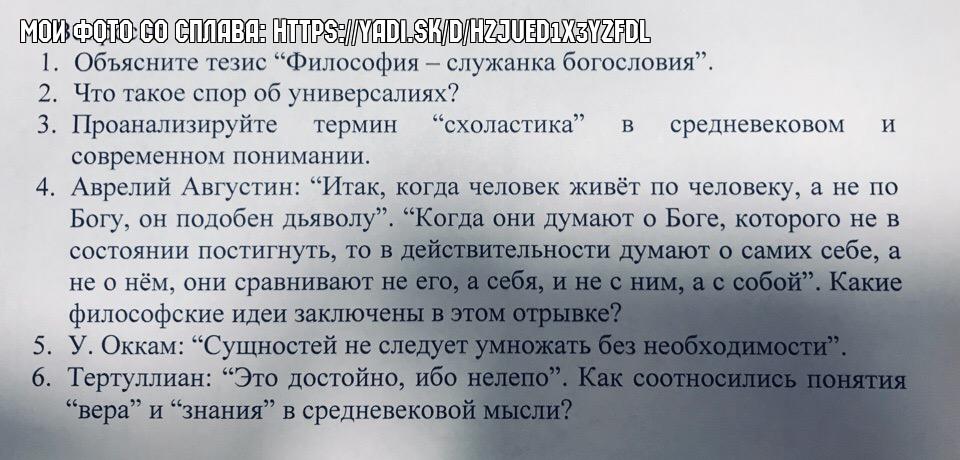 МОИ ФОТО СО СПЛАВА: HTTPS://YADI.SK/D/HZJUED1X3YZFDL
1. Объясните тезис “Философия – служанка богословия”.
2. Что такое спор об универсалиях?
3. Проанализируйте термин “схоластика” в средневековом и
современном понимании.
4. Аврелий Августин: “Итак, когда человек живёт по человеку, а не по
Богу, он подобен дьяволу”. “Когда они думают о Боге, которого не в
состоянии постигнуть, то в действительности думают о самих себе, а
не о нём, они сравнивают не его, а себя, и не с ним, а с собой”. Какие
философские идеи заключены в этом отрывке?
5. У. Оккам: “Сущностей не следует умножать без необходимости”.
6. Тертуллиан: “Это достойно, ибо нелепо”. Как соотносились понятия
“вера” и “знания” в средневековой мысли?